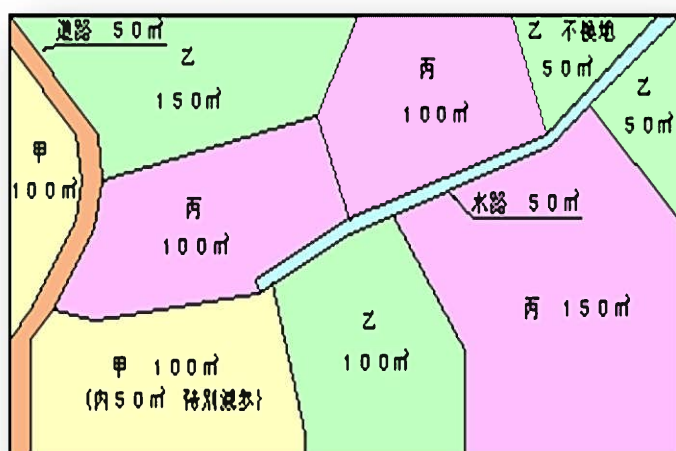 道路 50㎡
乙
150㎡
丙
100㎡
乙 不換地
50㎡
乙
50㎡
甲
100㎡
丙
100㎡
水路 50㎡
乙
100㎡
丙 150㎡
甲 100㎡
(内50㎡ 特別減歩)